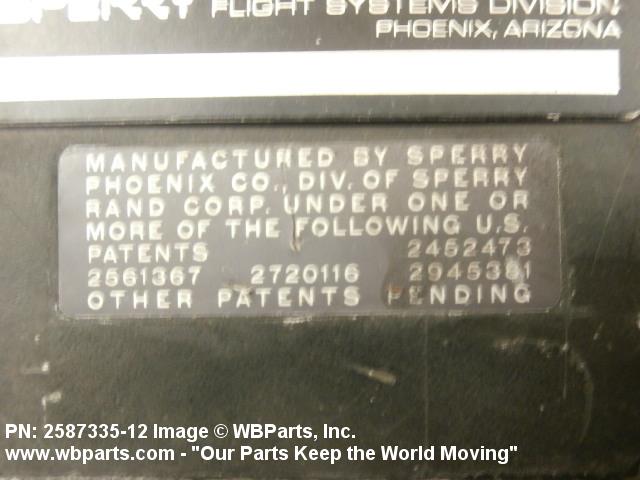 SPERRY FLIGHT SYSTEMS DIVISION
PHOENIX, ARIZONA
MANUFACTURED BY SPERRY
PHOENIX CO., DIV. OF SPERRY
RAND CORP. UNDER ONE OR
MORE OF THE FOLLOWING U.S.
PATENTS 2452473
2561367 2720116 2945381
OTHER PATENTS PENDING
PN: 2587335-12 Image © WBParts, Inc.
www.wbparts.com - "Our Parts Keep the World Moving"